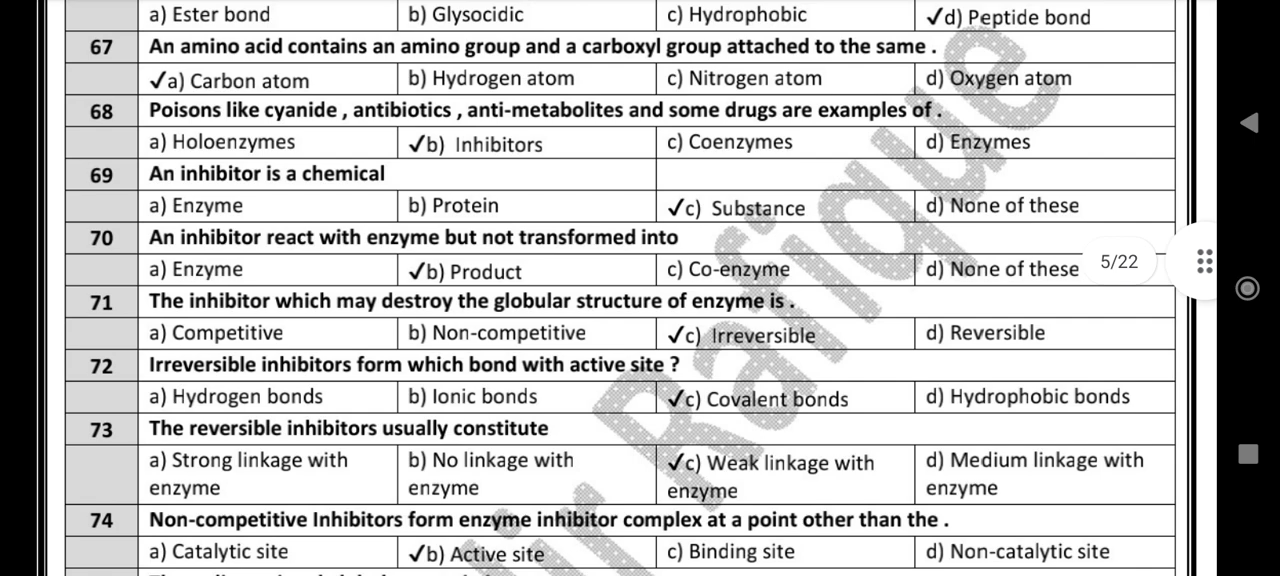 a) Ester bond b) Glysocidic c) Hydrophobic ✓d) Peptide bond
67 An amino acid contains an amino group and a carboxyl group attached to the same .
✓a) Carbon atom b) Hydrogen atom c) Nitrogen atom d) Oxygen atom
68 Poisons like cyanide , antibiotics , anti-metabolites and some drugs are examples of .
a) Holoenzymes ✓b) Inhibitors c) Coenzymes d) Enzymes
69 An inhibitor is a chemical
a) Enzyme b) Protein ✓c) Substance d) None of these
70 An inhibitor react with enzyme but not transformed into
a) Enzyme ✓b) Product c) Co-enzyme d) None of these
5/22
71 The inhibitor which may destroy the globular structure of enzyme is .
a) Competitive b) Non-competitive ✓c) Irreversible d) Reversible
72 Irreversible inhibitors form which bond with active site ?
a) Hydrogen bonds b) Ionic bonds ✓c) Covalent bonds d) Hydrophobic bonds
73 The reversible inhibitors usually constitute
a) Strong linkage with enzyme b) No linkage with enzyme ✓c) Weak linkage with enzyme d) Medium linkage with enzyme
74 Non-competitive Inhibitors form enzyme inhibitor complex at a point other than the .
a) Catalytic site ✓b) Active site c) Binding site d) Non-catalytic site
Rafique